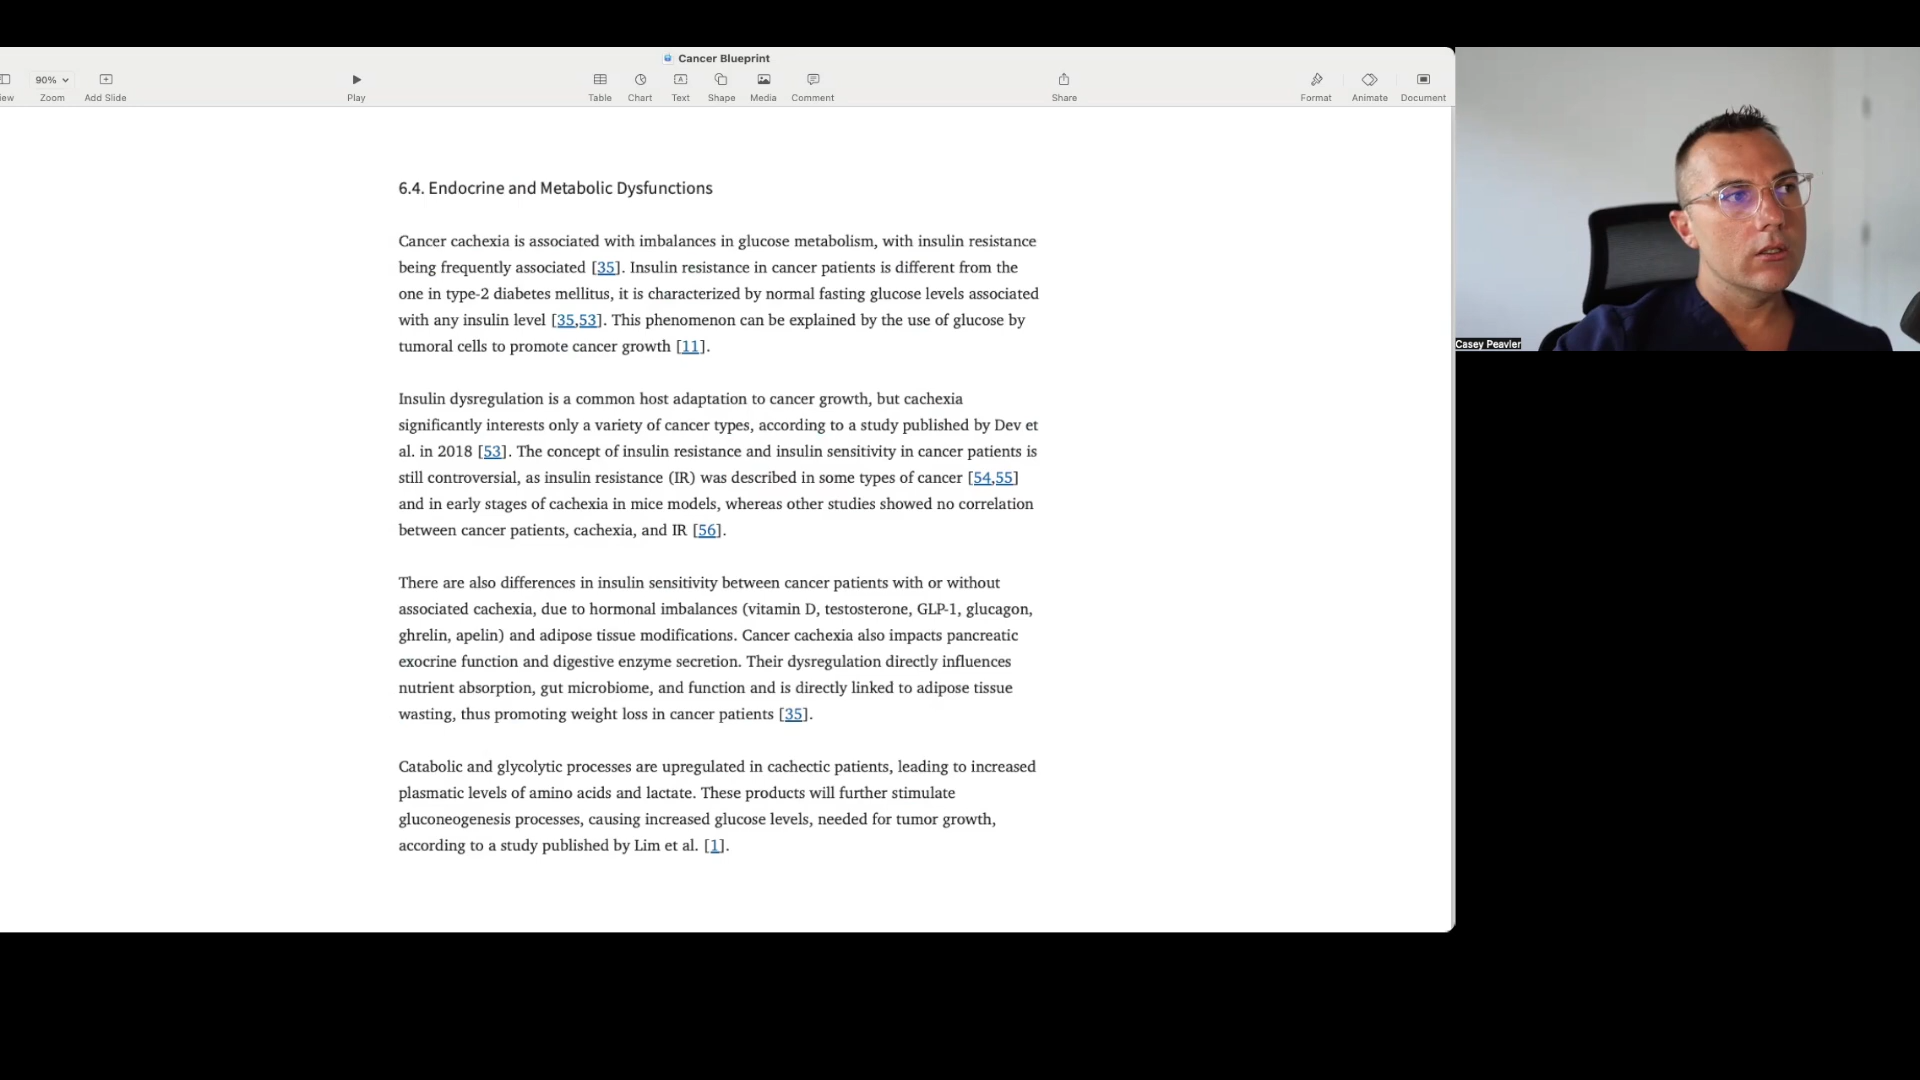 Cancer Blueprint
90%
iew
Zoom
Add Slide
Play
Table
Chart
Text
Shape
Media
Comment
Share
Format
Animate
Document
6.4. Endocrine and Metabolic Dysfunctions
Cancer cachexia is associated with imbalances in glucose metabolism, with insulin resistance
being frequently associated [35]. Insulin resistance in cancer patients is different from the
one in type-2 diabetes mellitus, it is characterized by normal fasting glucose levels associated
with any insulin level [35,53]. This phenomenon can be explained by the use of glucose by
tumoral cells to promote cancer growth [11].
Insulin dysregulation is a common host adaptation to cancer growth, but cachexia
significantly interests only a variety of cancer types, according to a study published by Dev et
al. in 2018 [53]. The concept of insulin resistance and insulin sensitivity in cancer patients is
still controversial, as insulin resistance (IR) was described in some types of cancer [54,55]
and in early stages of cachexia in mice models, whereas other studies showed no correlation
between cancer patients, cachexia, and IR [56].
There are also differences in insulin sensitivity between cancer patients with or without
associated cachexia, due to hormonal imbalances (vitamin D, testosterone, GLP-1, glucagon,
ghrelin, apelin) and adipose tissue modifications. Cancer cachexia also impacts pancreatic
exocrine function and digestive enzyme secretion. Their dysregulation directly influences
nutrient absorption, gut microbiome, and function and is directly linked to adipose tissue
wasting, thus promoting weight loss in cancer patients [35].
Catabolic and glycolytic processes are upregulated in cachectic patients, leading to increased
plasmatic levels of amino acids and lactate. These products will further stimulate
gluconeogenesis processes, causing increased glucose levels, needed for tumor growth,
according to a study published by Lim et al. [1].
Casey Peavler